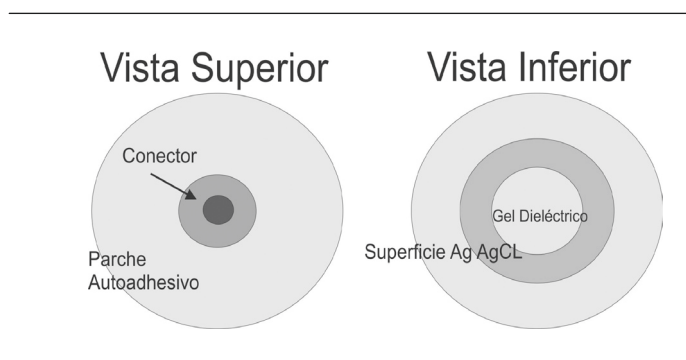 Vista Superior
Conector
Parche
Autoadhesivo
Vista Inferior
Gel Dieléctrico
Superficie Ag AgCL